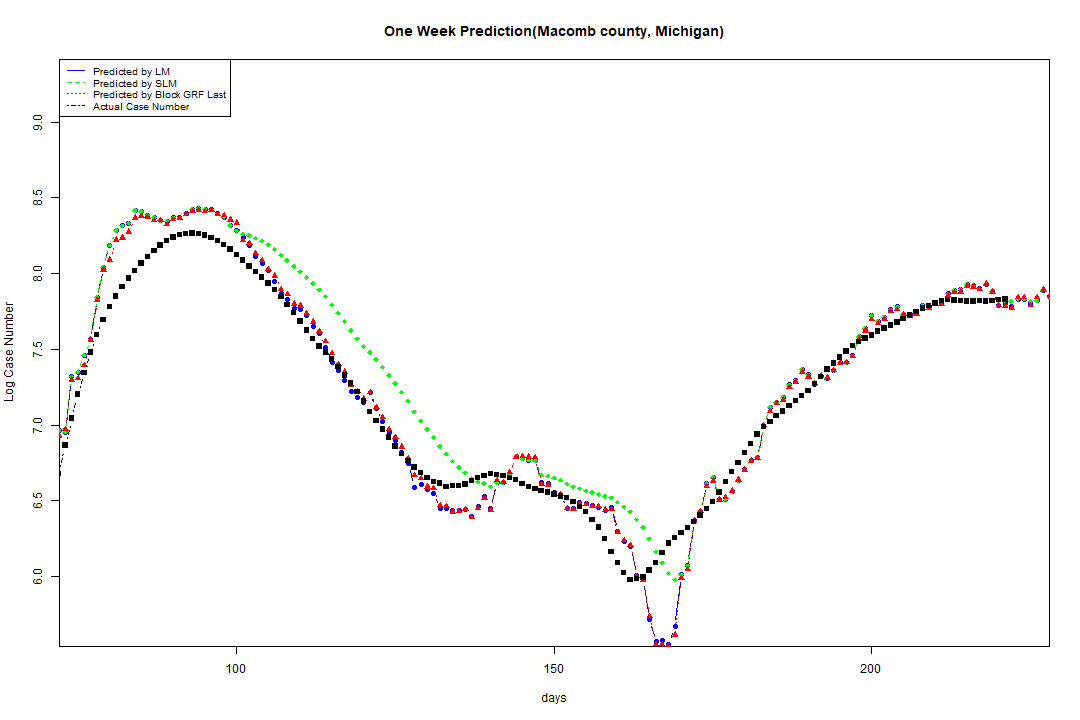 One Week Prediction(Macomb county, Michigan)
Predicted by LM
Predicted by SLM
Predicted by Block GRF Last
Actual Case Number
9.0
8.5
8.0
7.5
7.0
6.5
6.0
Log Case Number
100 150 200
days